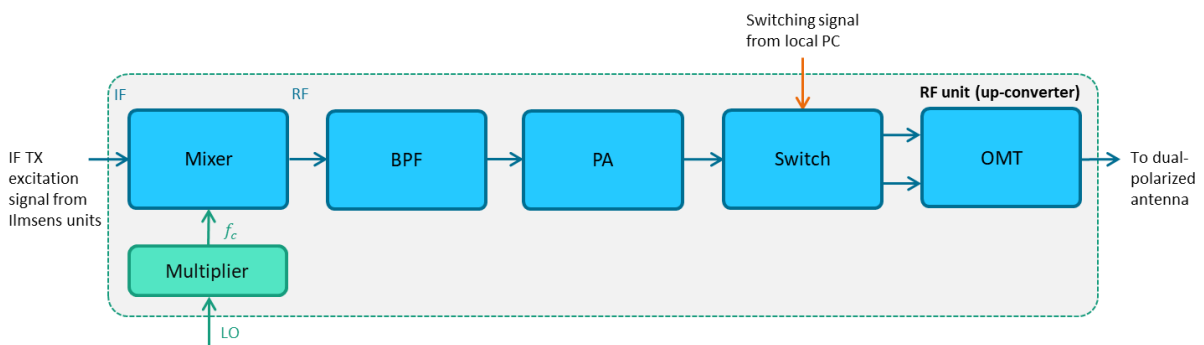 Switching signal
from local PC
RF unit (up-converter)
IF
RF
IF TX
excitation
signal from
Ilmsens units
Mixer
BPF
PA
Switch
OMT
To dual-
polarized
antenna
f_c
Multiplier
LO